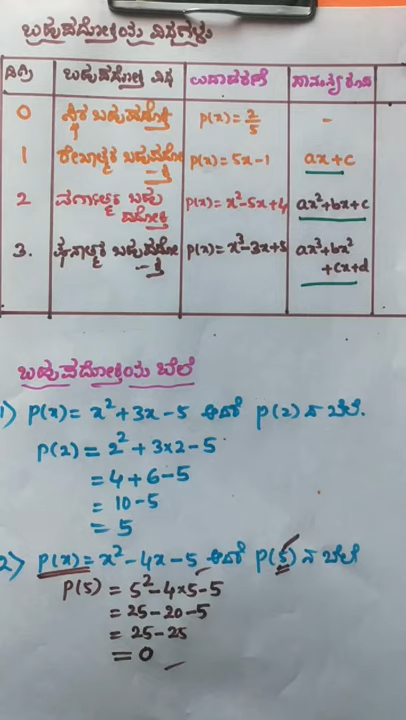 ಬಹುಪದೋಕ್ತಿಯ ವಿಧಗಳು
ಡಿಗ್ರಿ ಬಹುಪದೋಕ್ತಿ ವಿಧ ಉದಾಹರಣೆ ಸಾಮಾನ್ಯ ರೂಪ
0 ಸ್ಥಿರ ಬಹುಪದೋಕ್ತಿ p(x) = 2/5 -
1 ರೇಖಾತ್ಮಕ ಬಹುಪದೋ p(x) = 5x-1 ax+c
-ಕ್ತಿ
2 ವರ್ಗಾತ್ಮಕ ಬಹು p(x) = x²-5x+4 ax²+bx+c
ಪದೋಕ್ತಿ
3. ಘನಾತ್ಮಕ ಬಹುಪದೋ p(x) = x³-3x+5 ax³+bx²
-ಕ್ತಿ +cx+d
ಬಹುಪದೋಕ್ತಿಯ ಬೆಲೆ
1) P(x) = x²+3x-5 ಆದರೆ p(2) ನ ಬೆಲೆ.
P(2) = 2²+3×2-5
= 4+6-5
= 10-5
= 5
2) P(x) = x²-4x-5 ಆದರೆ p(5) ನ ಬೆಲೆ
P(5) = 5²-4×5-5
= 25-20-5
= 25-25
= 0